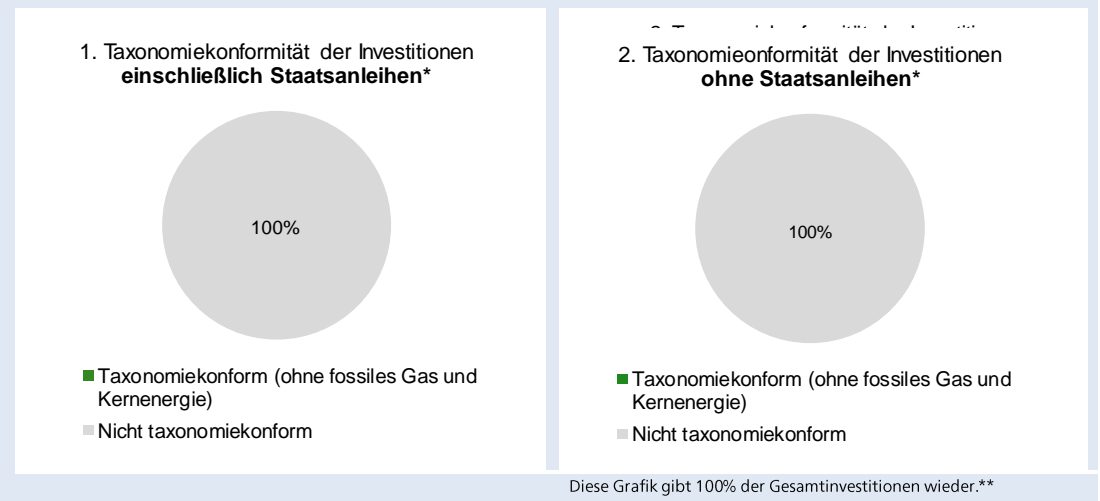 1. Taxonomiekonformität der Investitionen
einschließlich Staatsanleihen*
100%
Taxonomiekonform (ohne fossiles Gas und
Kernenergie)
Nicht taxonomiekonform
2. Taxonomieonformität der Investitionen
ohne Staatsanleihen*
100%
Taxonomiekonform (ohne fossiles Gas und
Kernenergie)
Nicht taxonomiekonform
Diese Grafik gibt 100% der Gesamtinvestitionen wieder.**